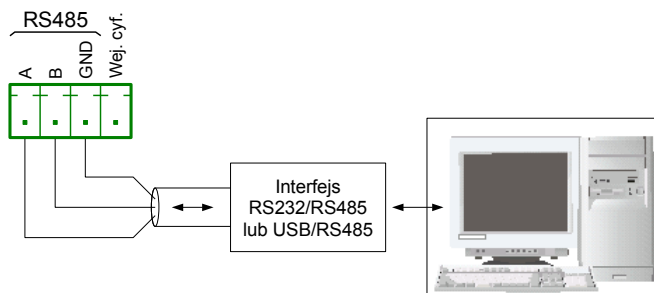 RS485
A
B
GND
Wej. cyf.
Interfejs
RS232/RS485
lub USB/RS485